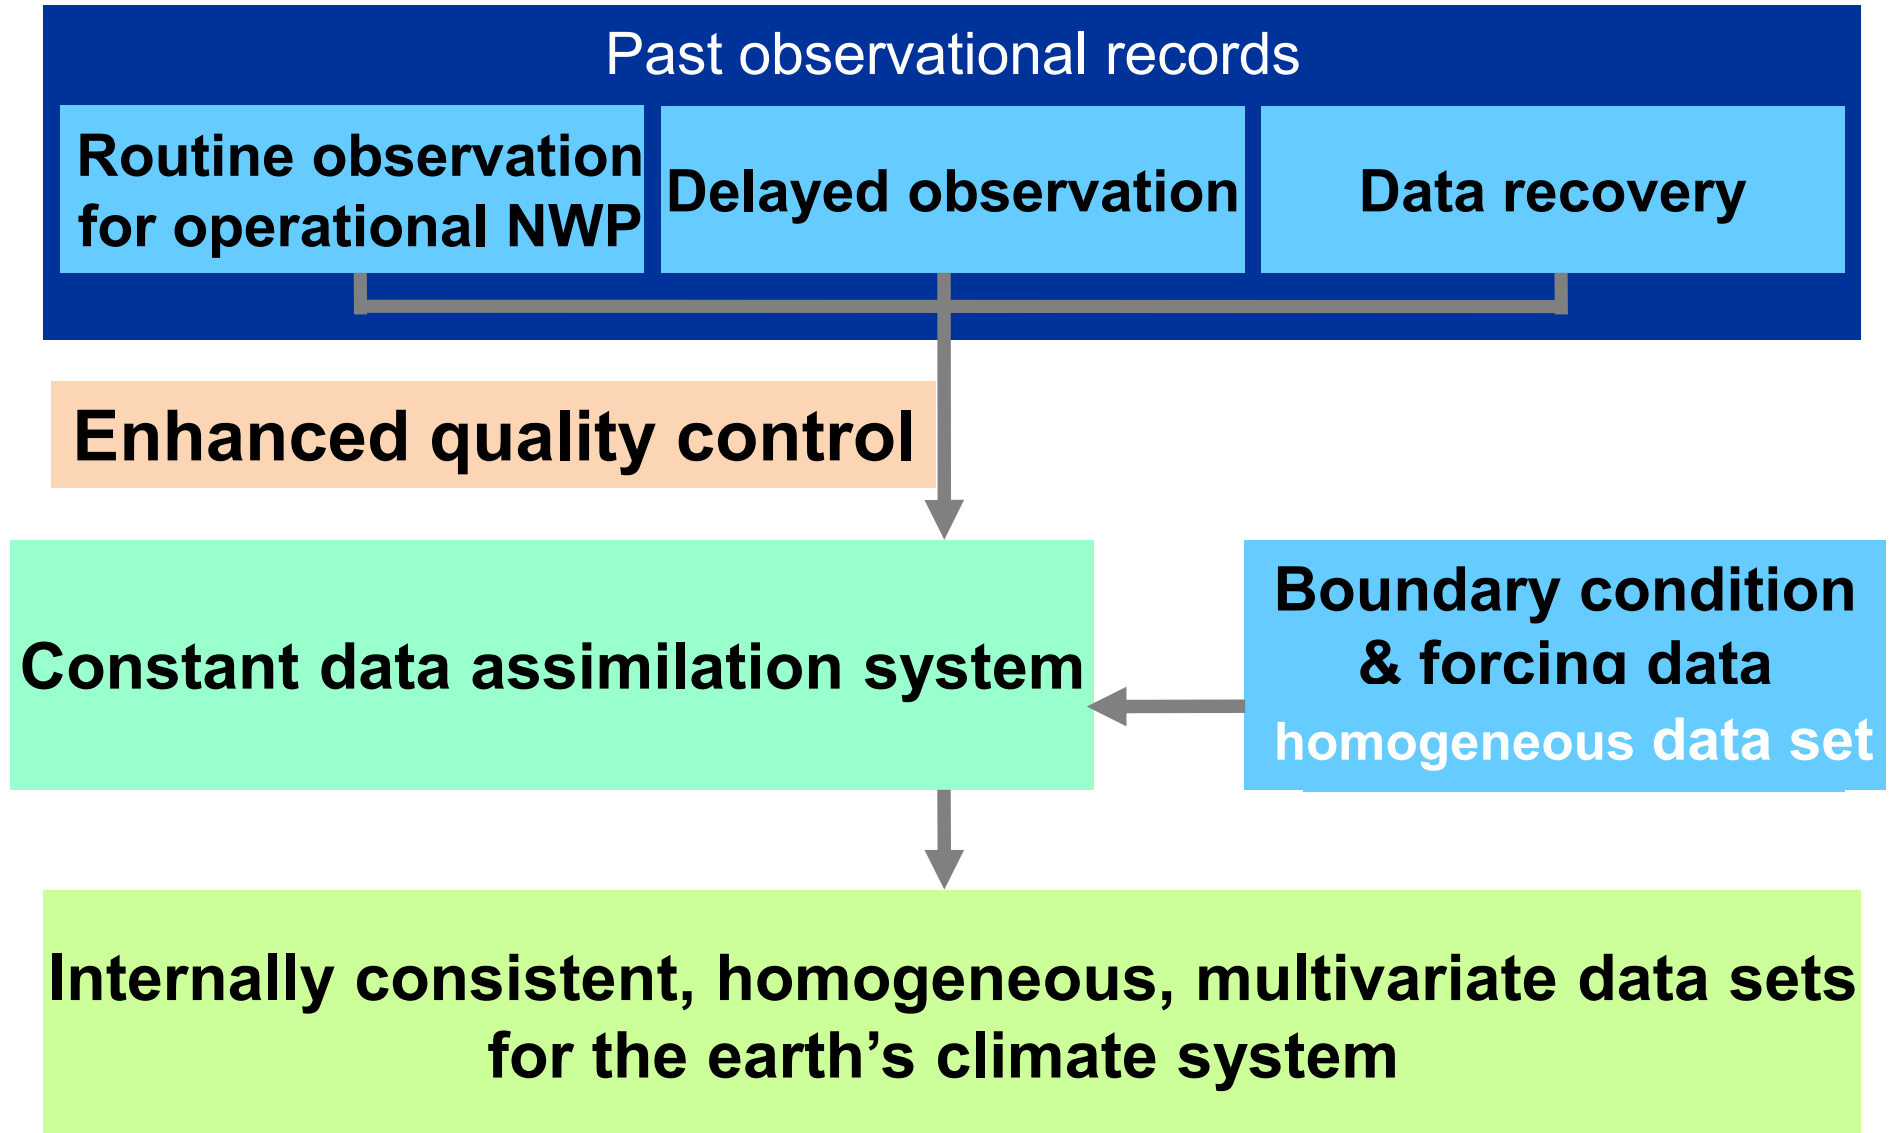 Past observational records
Routine observation
for operational NWP
Delayed observation
Data recovery
Enhanced quality control
Constant data assimilation system
Boundary condition
& forcing data
homogeneous data set
Internally consistent, homogeneous, multivariate data sets
for the earth’s climate system